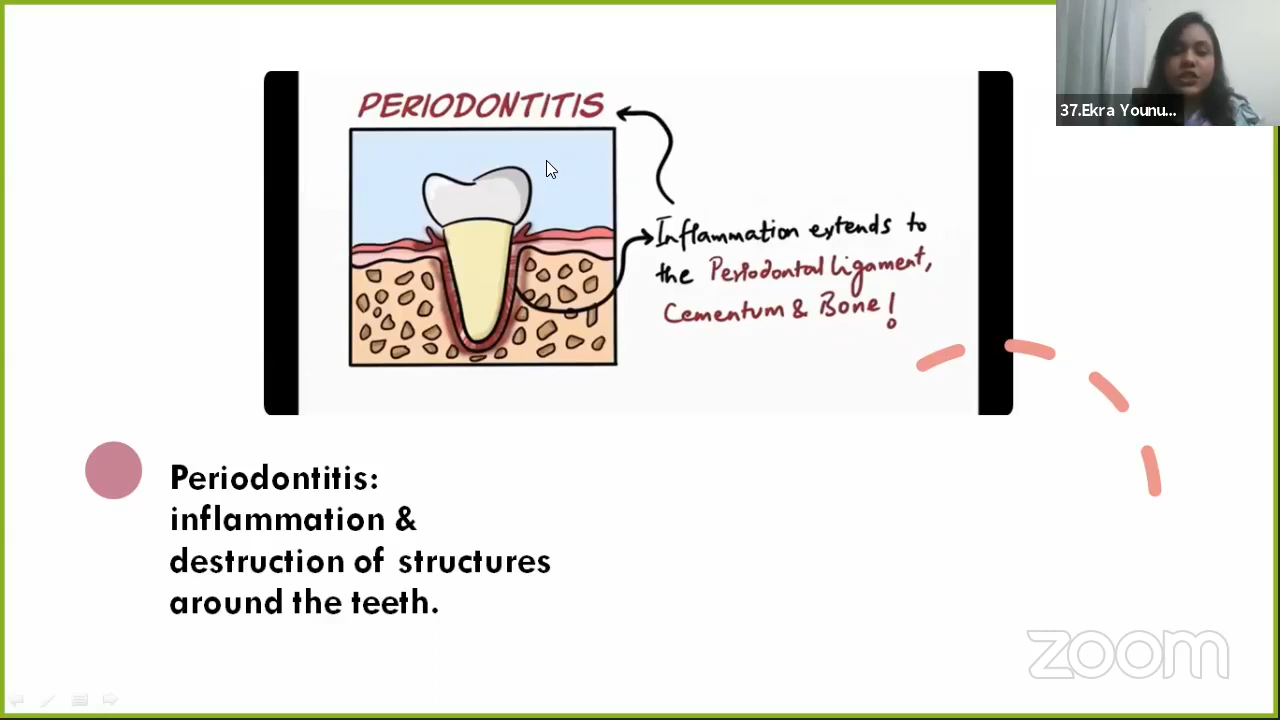 PERIODONTITIS
Inflammation extends to
the Periodontal ligament,
Cementum & Bone!
37.Ekra Younu...
Periodontitis:
inflammation &
destruction of structures
around the teeth.
zoom